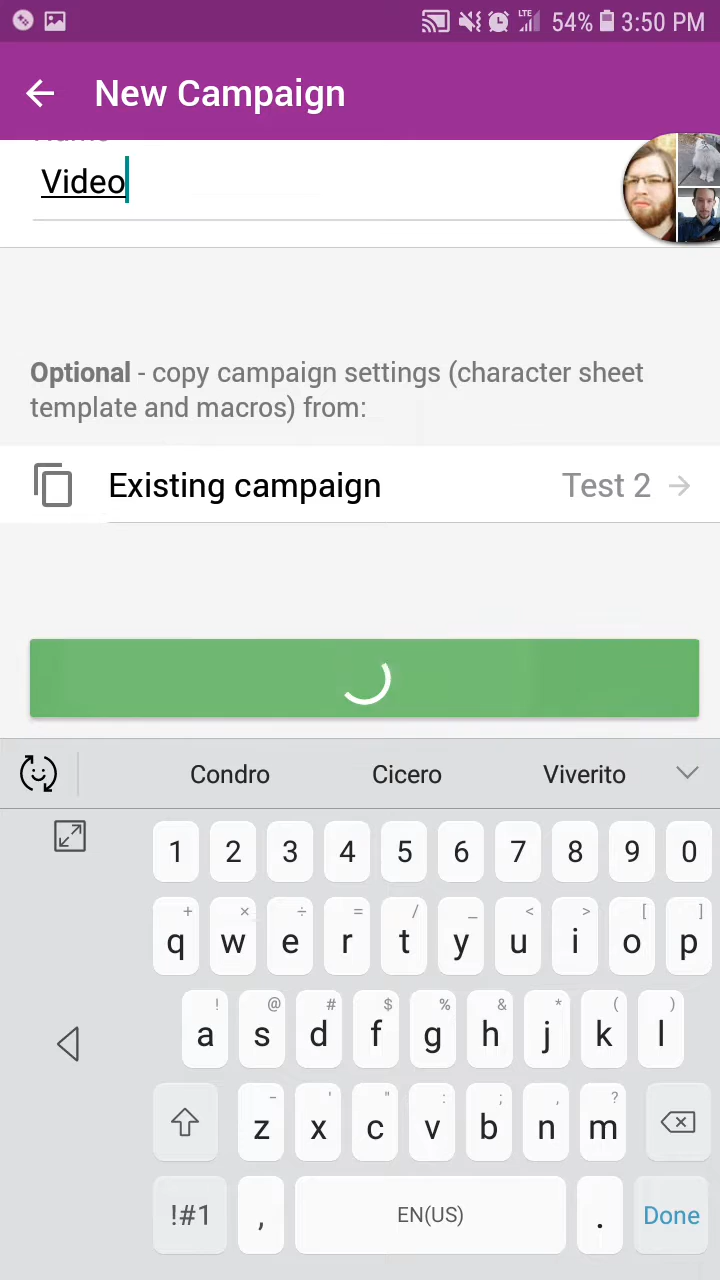 LTE 54% 3:50 PM
New Campaign
Name
Video
Optional - copy campaign settings (character sheet
template and macros) from:
Existing campaign Test 2
Condro Cicero Viverito
1 2 3 4 5 6 7 8 9 0
+ × ÷ = / _ < > [ ]
q w e r t y u i o p
! @ # $ % & * ( )
a s d f g h j k l
- ' " : ; , ?
z x c v b n m
!#1 , EN(US) . Done